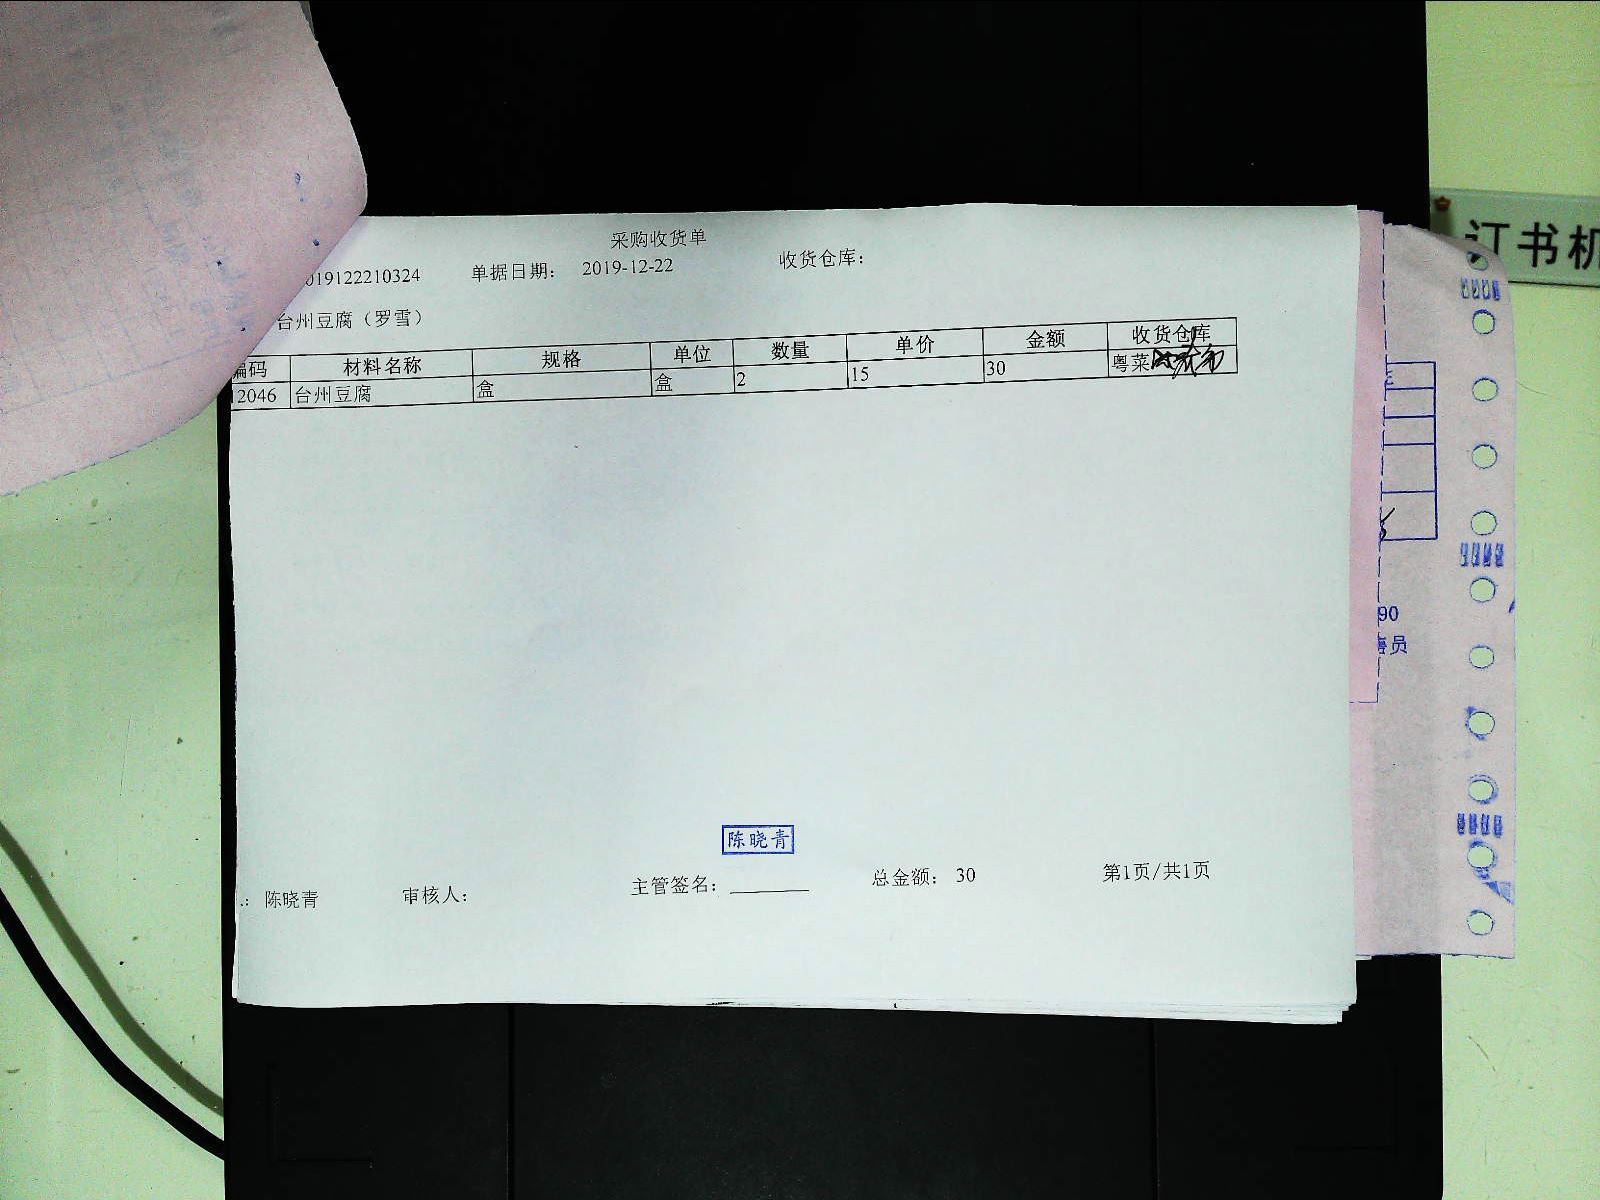 采购收货单
019122210324 单据日期： 2019-12-22 收货仓库：
台州豆腐（罗雪）
编码 材料名称 规格 单位 数量 单价 金额 收货仓库
2046 台州豆腐 盒 盒 2 15 30 粤菜
陈晓青
.: 陈晓青 审核人： 主管签名： 总金额： 30 第1页/共1页
订书机
90
售员